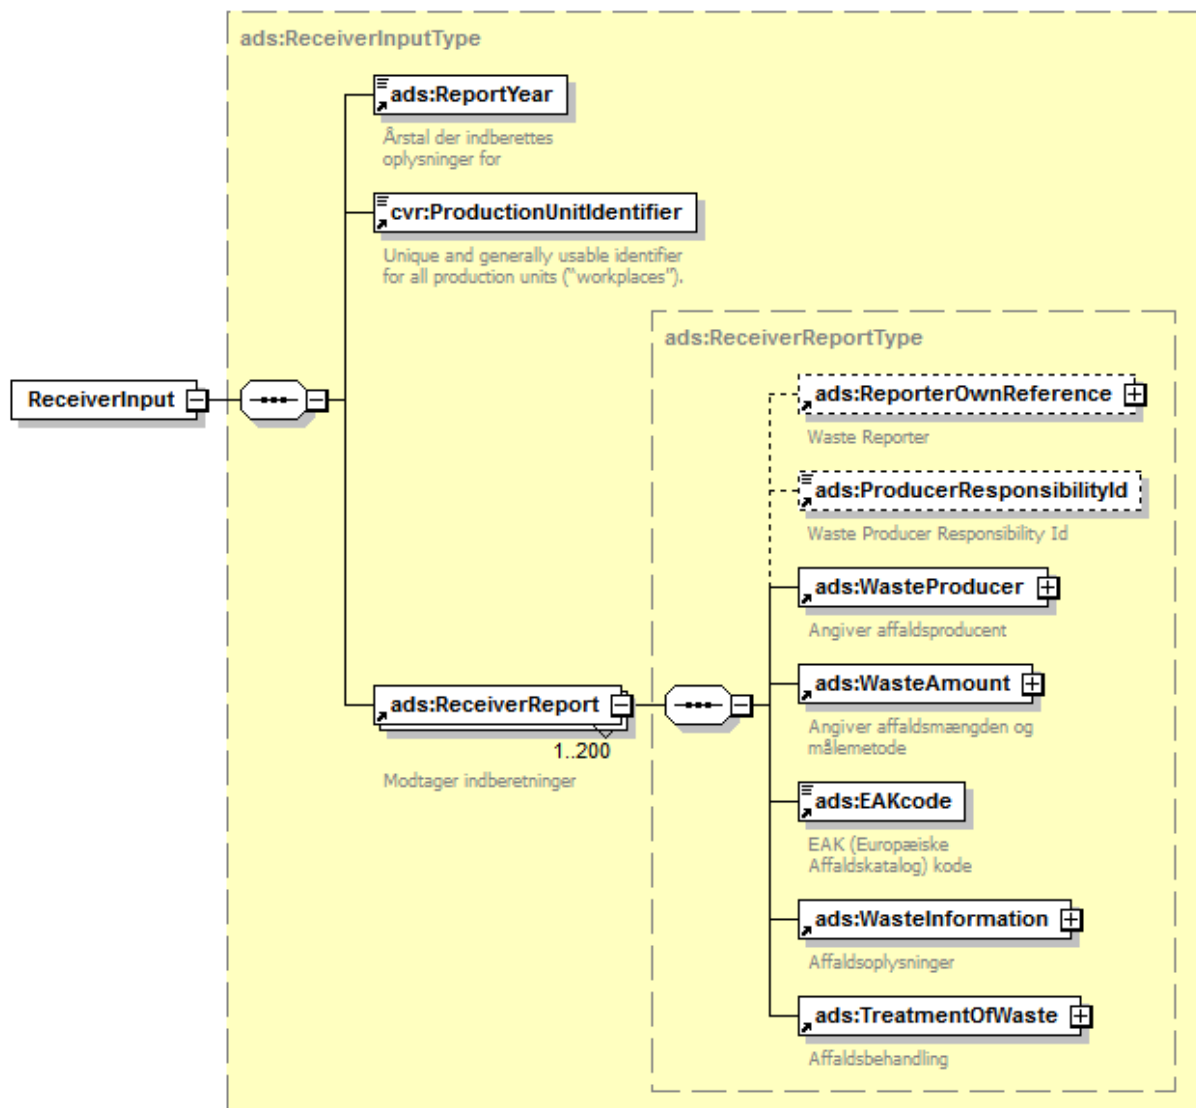 ads:ReceiverInputType
ads:ReportYear
Årstal der indberettes
oplysninger for
cvr:ProductionUnitIdentifier
Unique and generally usable identifier
for all production units ("workplaces").
ReceiverInput
ads:ReceiverReport
1..200
Modtager indberetninger
ads:ReceiverReportType
ads:ReporterOwnReference
Waste Reporter
ads:ProducerResponsibilityId
Waste Producer Responsibility Id
ads:WasteProducer
Angiver affaldsproducent
ads:WasteAmount
Angiver affaldsmængden og
målemetode
ads:EAKcode
EAK (Europæiske
Affaldskatalog) kode
ads:WasteInformation
Affaldsoplysninger
ads:TreatmentOfWaste
Affaldsbehandling